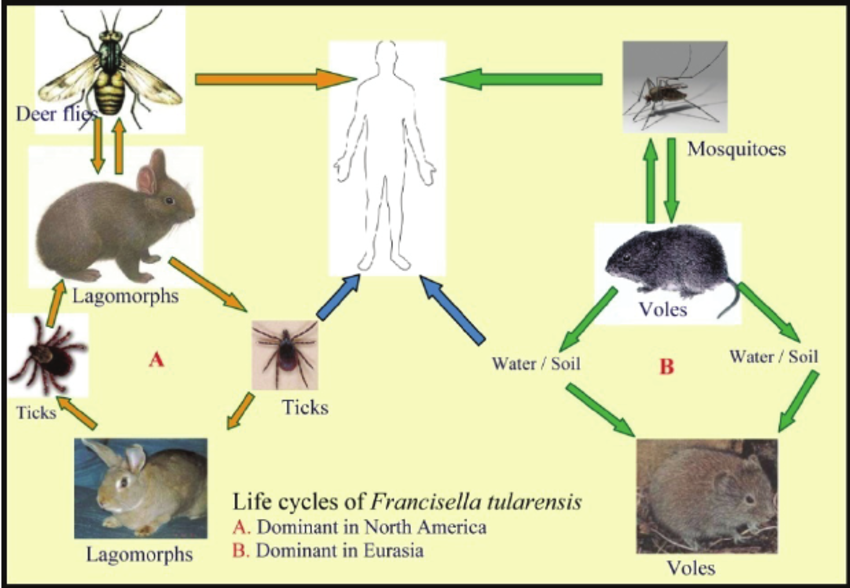 Deer flies
Mosquitoes
Lagomorphs
Voles
A
Water / Soil
B
Water / Soil
Ticks
Ticks
Life cycles of Francisella tularensis
A. Dominant in North America
B. Dominant in Eurasia
Lagomorphs
Voles